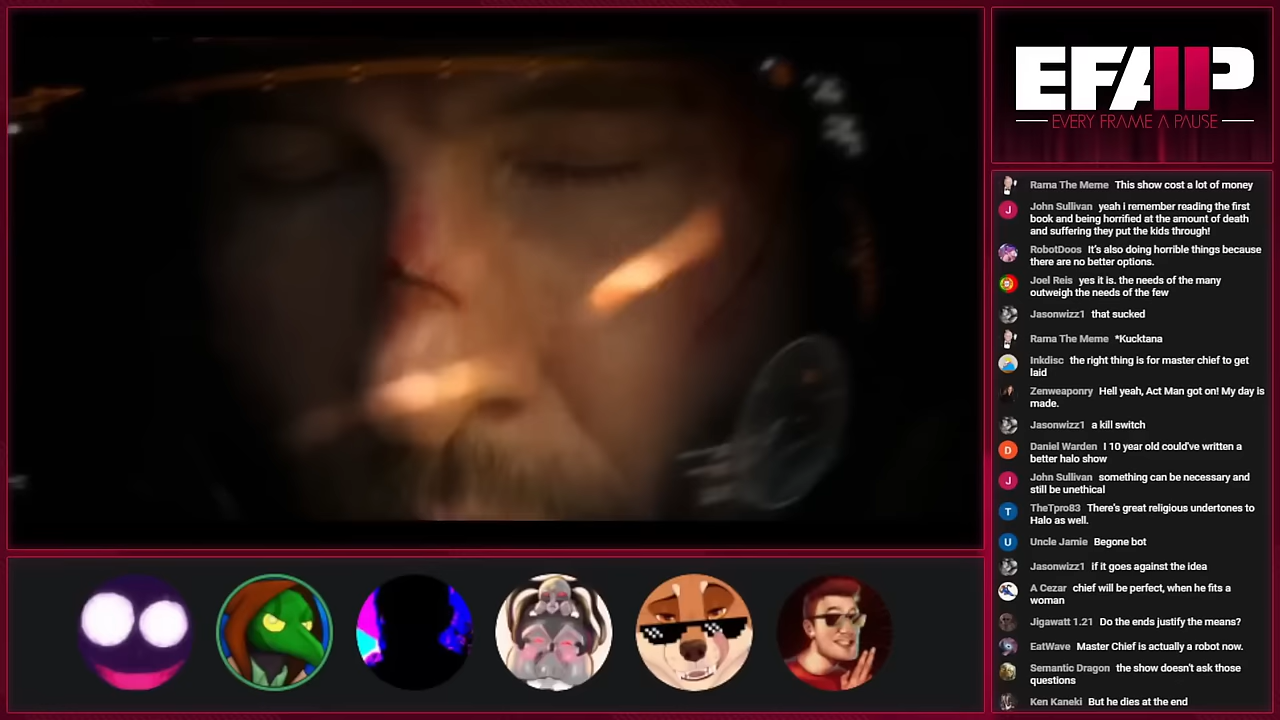 EFAP
EVERY FRAME A PAUSE
Rama The Meme This show cost a lot of money
John Sullivan yeah i remember reading the first
book and being horrified at the amount of death
and suffering they put the kids through!
RobotDoos It's also doing horrible things because
there are no better options.
Joel Reis yes it is. the needs of the many
outweigh the needs of the few
Jasonwizz1 that sucked
Rama The Meme *Kucktana
Inkdisc the right thing is for master chief to get
laid
Zenweaponry Hell yeah, Act Man got on! My day is
made.
Jasonwizz1 a kill switch
D Daniel Warden I 10 year old could've written a
better halo show
J John Sullivan something can be necessary and
still be unethical
T TheTpro83 There's great religious undertones to
Halo as well.
U Uncle Jamie Begone bot
Jasonwizz1 if it goes against the idea
A Cezar chief will be perfect, when he fits a
woman
Jigawatt 1.21 Do the ends justify the means?
EatWave Master Chief is actually a robot now.
Semantic Dragon the show doesn't ask those
questions
Ken Kaneki But he dies at the end